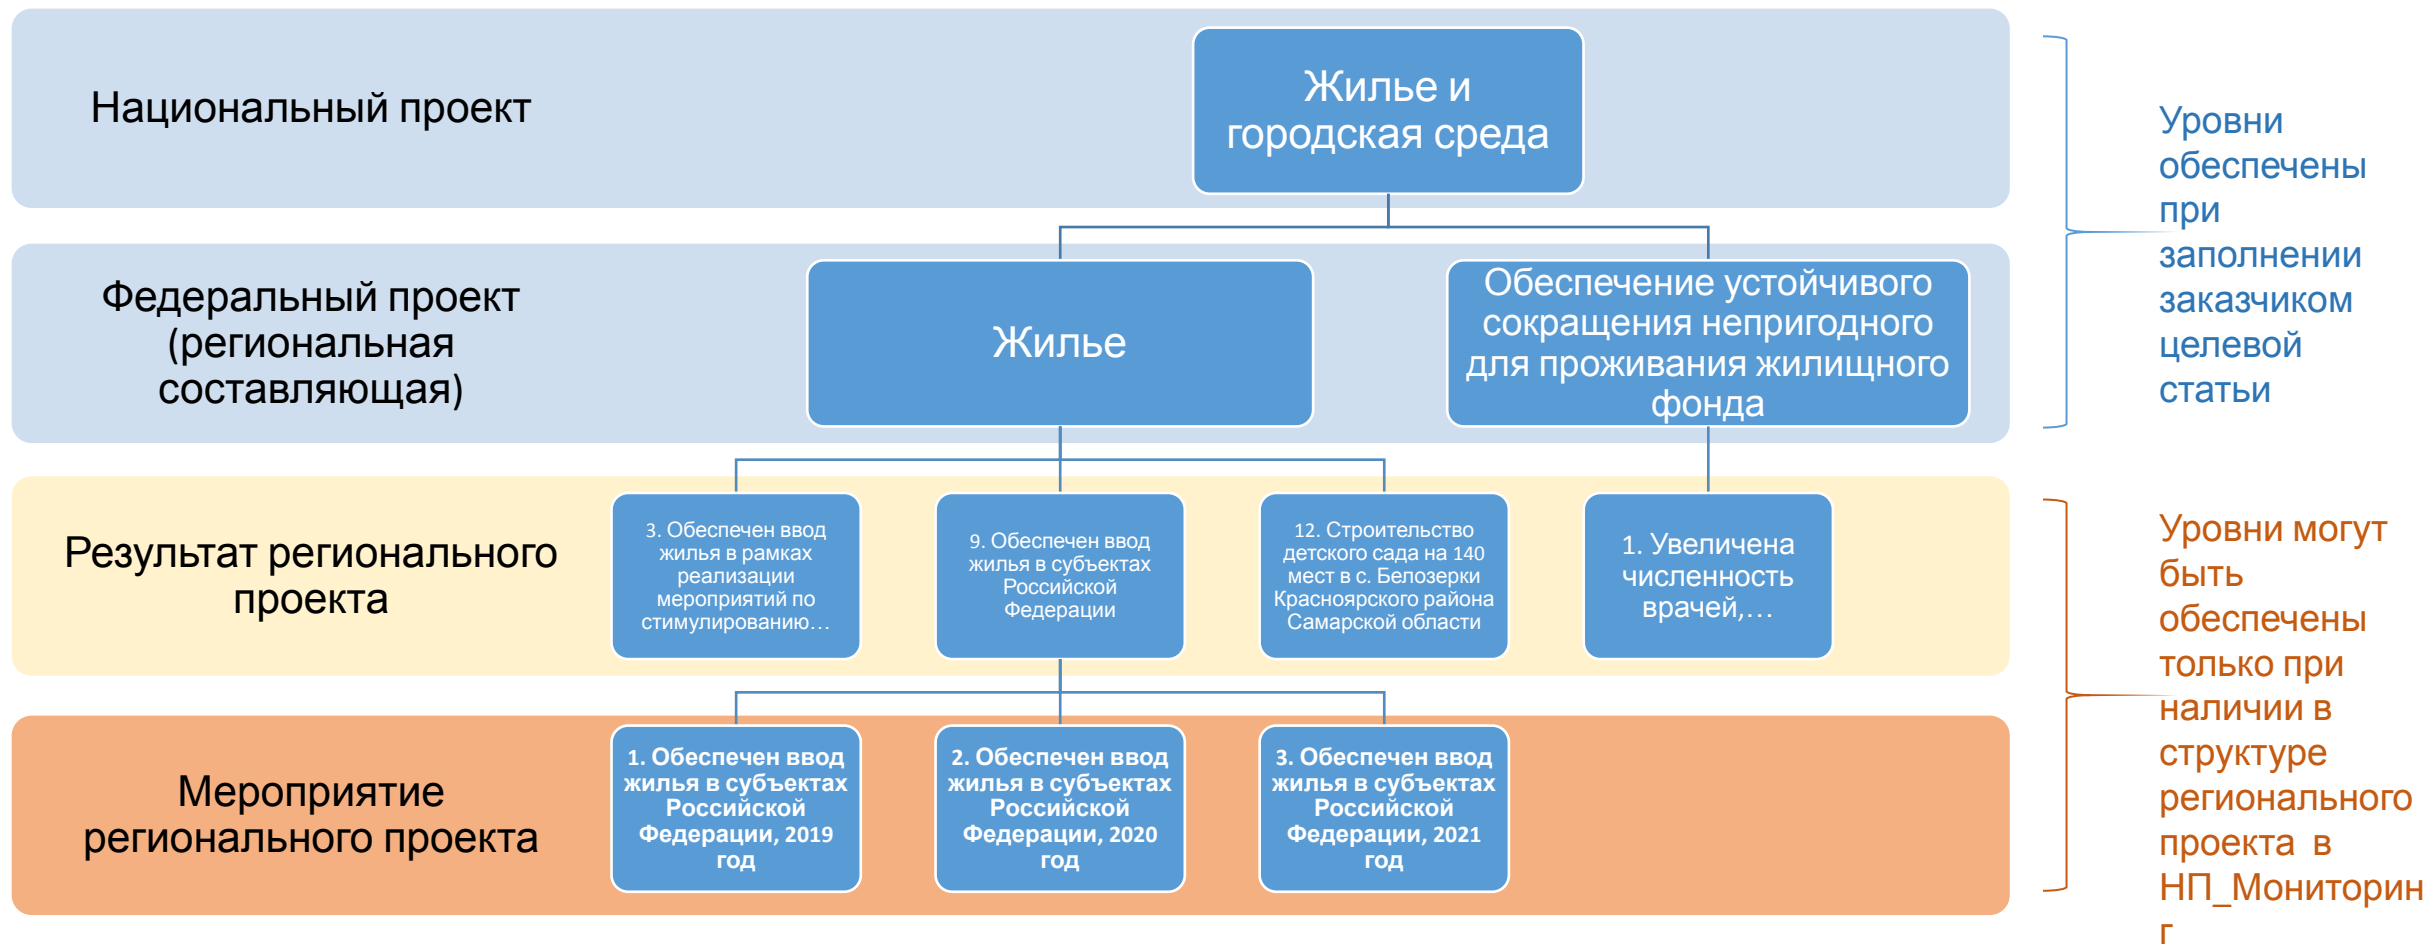 Национальный проект
Жилье и
городская среда
Уровни
обеспечены
при
заполнении
заказчиком
целевой
статьи
Федеральный проект
(региональная
составляющая)
Жилье
Обеспечение устойчивого
сокращения непригодного
для проживания жилищного
фонда
Результат регионального
проекта
3. Обеспечен ввод
жилья в рамках
реализации
мероприятий по
стимулированию…
9. Обеспечен ввод
жилья в субъектах
Российской
Федерации
12. Строительство
детского сада на 140
мест в с. Белозерки
Красноярского района
Самарской области
1. Увеличена
численность
врачей,…
Уровни могут
быть
обеспечены
только при
наличии в
структуре
регионального
проекта в
НП_Мониторин
г
Мероприятие
регионального проекта
1. Обеспечен ввод
жилья в субъектах
Российской
Федерации, 2019
год
2. Обеспечен ввод
жилья в субъектах
Российской
Федерации, 2020
год
3. Обеспечен ввод
жилья в субъектах
Российской
Федерации, 2021
год